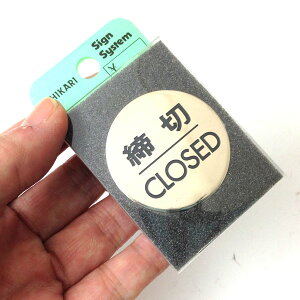 HIKARI
Sign
System
Y
締切
CLOSED